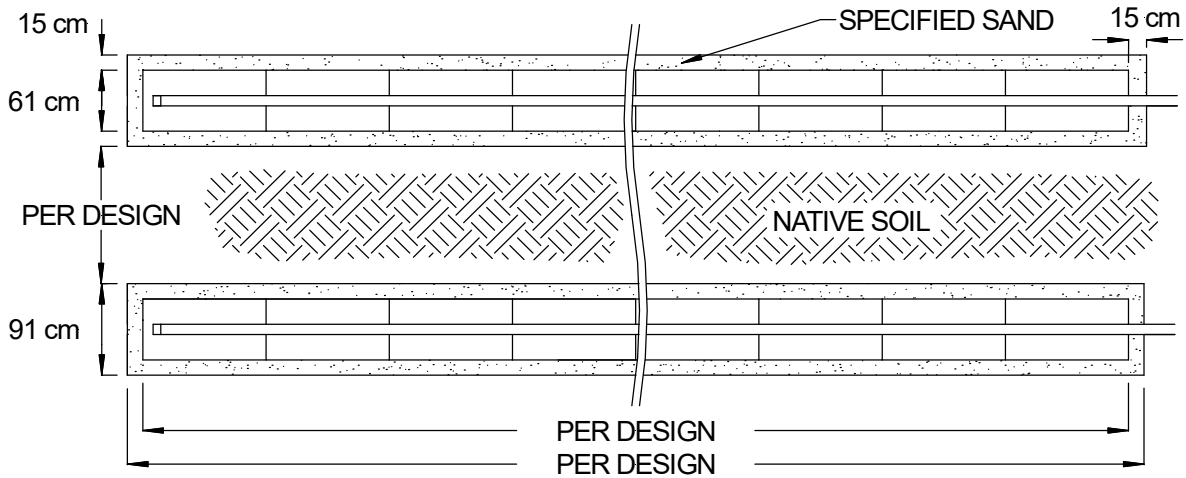 15 cm
SPECIFIED SAND
15 cm
61 cm
PER DESIGN
NATIVE SOIL
91 cm
PER DESIGN
PER DESIGN